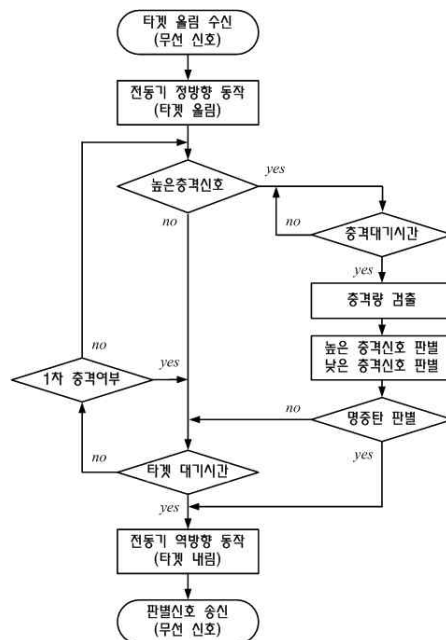 타겟 올림 수신
(무선 신호)
전동기 정방향 동작
(타겟 올림)
높은충격신호
yes
no
충격대기시간
no
yes
충격량 검출
높은 충격신호 판별
낮은 충격신호 판별
no
1차 충격여부
yes
no
명중탄 판별
no
타겟 대기시간
yes
yes
전동기 역방향 동작
(타겟 내림)
판별신호 송신
(무선 신호)